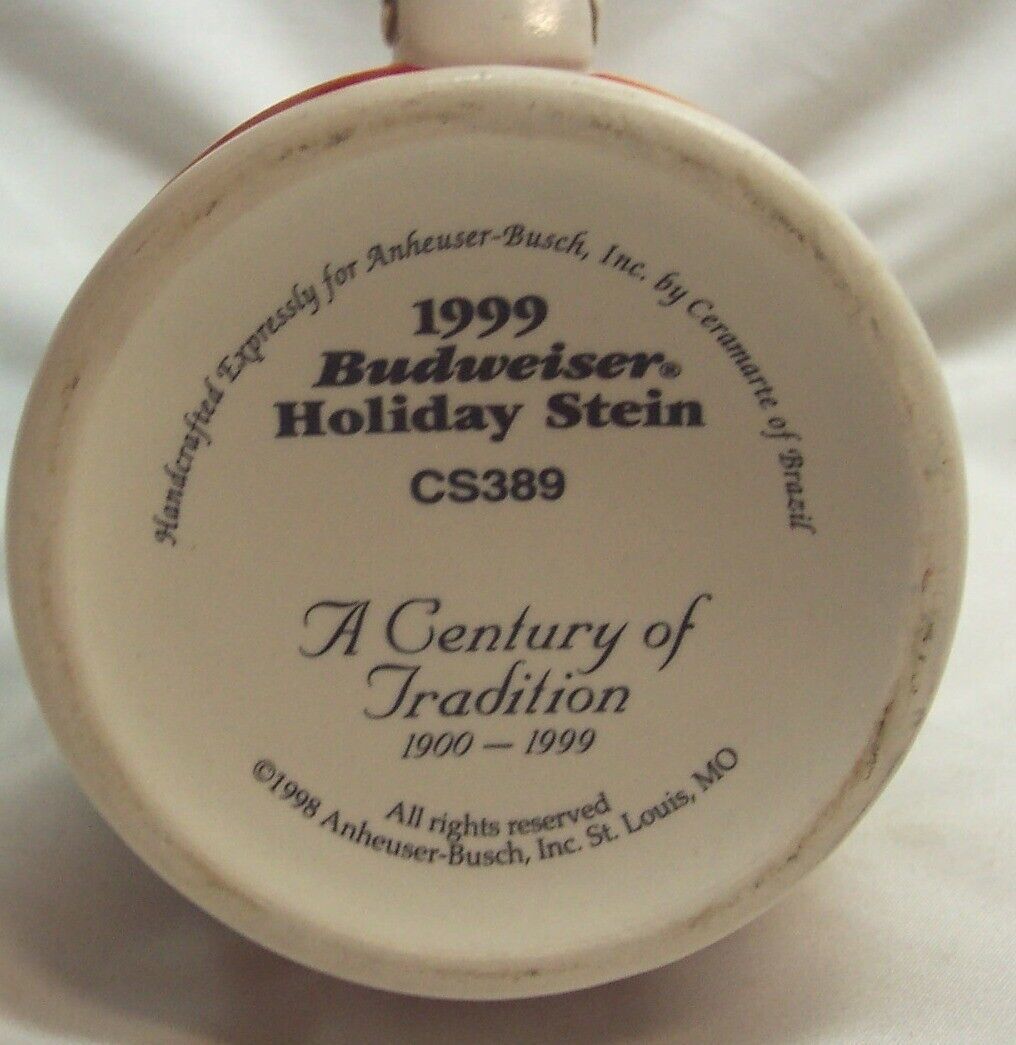 Handcrafted Expressly for Anheuser-Busch, Inc. by Ceramarte of Brazil
1999
Budweiser®
Holiday Stein
CS389
A Century of
Tradition
1900 — 1999
All rights reserved
©1998 Anheuser-Busch, Inc. St. Louis, MO